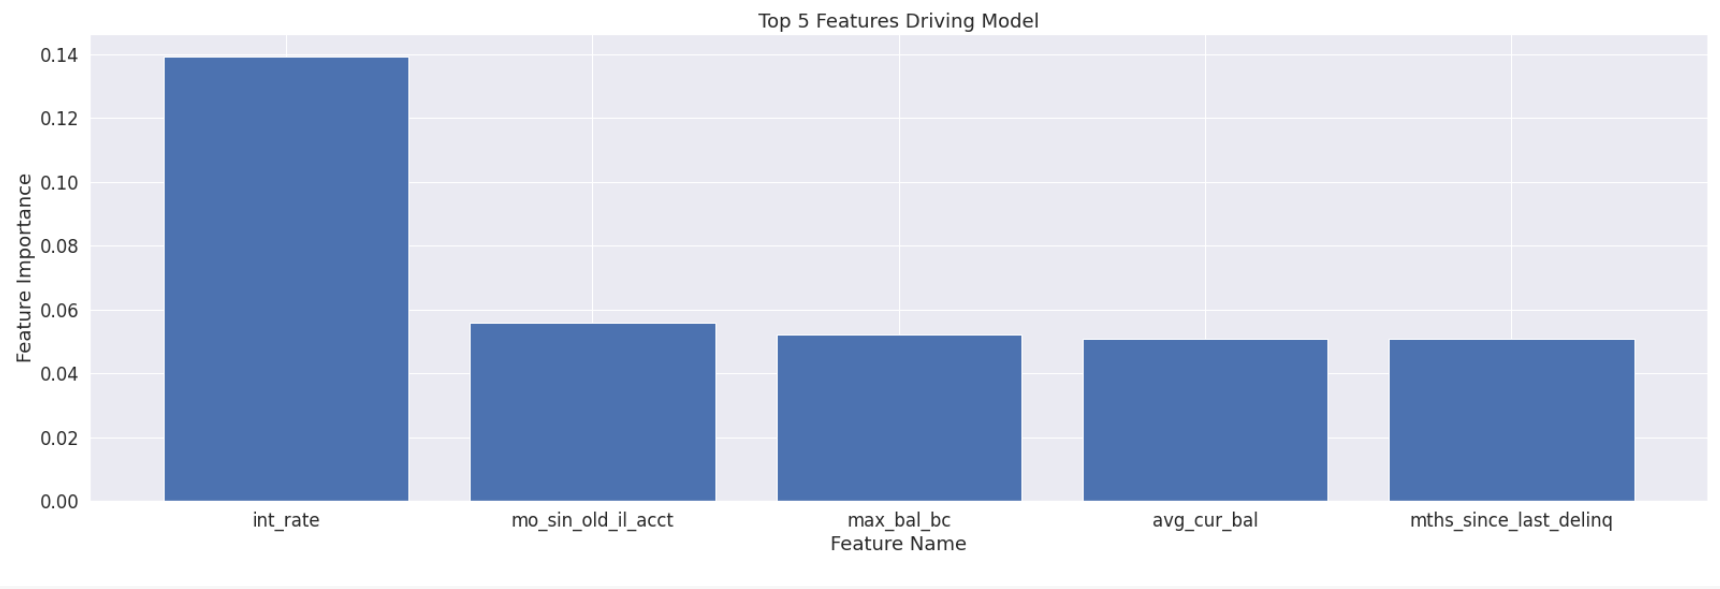 Top 5 Features Driving Model
Feature Importance
0.14
0.12
0.10
0.08
0.06
0.04
0.02
0.00
int_rate mo_sin_old_il_acct max_bal_bc avg_cur_bal mths_since_last_delinq
Feature Name